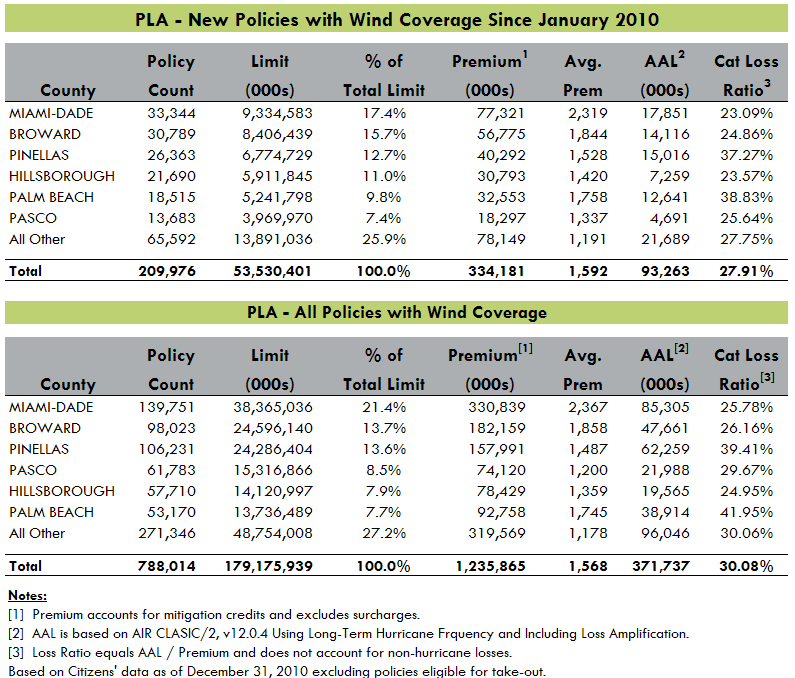 PLA - New Policies with Wind Coverage Since January 2010
Policy Limit % of Premium1 Avg. AAL2 Cat Loss
County Count (000s) Total Limit (000s) Prem (000s) Ratio3
MIAMI-DADE 33,344 9,334,583 17.4% 77,321 2,319 17,851 23.09%
BROWARD 30,789 8,406,439 15.7% 56,775 1,844 14,116 24.86%
PINELLAS 26,363 6,774,729 12.7% 40,292 1,528 15,016 37.27%
HILLSBOROUGH 21,690 5,911,845 11.0% 30,793 1,420 7,259 23.57%
PALM BEACH 18,515 5,241,798 9.8% 32,553 1,758 12,641 38.83%
PASCO 13,683 3,969,970 7.4% 18,297 1,337 4,691 25.64%
All Other 65,592 13,891,036 25.9% 78,149 1,191 21,689 27.75%
Total 209,976 53,530,401 100.0% 334,181 1,592 93,263 27.91%
PLA - All Policies with Wind Coverage
Policy Limit % of Premium[1] Avg. AAL[2] Cat Loss
County Count (000s) Total Limit (000s) Prem (000s) Ratio[3]
MIAMI-DADE 139,751 38,365,036 21.4% 330,839 2,367 85,305 25.78%
BROWARD 98,023 24,596,140 13.7% 182,159 1,858 47,661 26.16%
PINELLAS 106,231 24,286,404 13.6% 157,991 1,487 62,259 39.41%
PASCO 61,783 15,316,866 8.5% 74,120 1,200 21,988 29.67%
HILLSBOROUGH 57,710 14,120,997 7.9% 78,429 1,359 19,565 24.95%
PALM BEACH 53,170 13,736,489 7.7% 92,758 1,745 38,914 41.95%
All Other 271,346 48,754,008 27.2% 319,569 1,178 96,046 30.06%
Total 788,014 179,175,939 100.0% 1,235,865 1,568 371,737 30.08%
Notes:
[1] Premium accounts for mitigation credits and excludes surcharges.
[2] AAL is based on AIR CLASIC/2, v12.0.4 Using Long-Term Hurricane Frquency and Including Loss Amplification.
[3] Loss Ratio equals AAL / Premium and does not account for non-hurricane losses.
Based on Citizens' data as of December 31, 2010 excluding policies eligible for take-out.